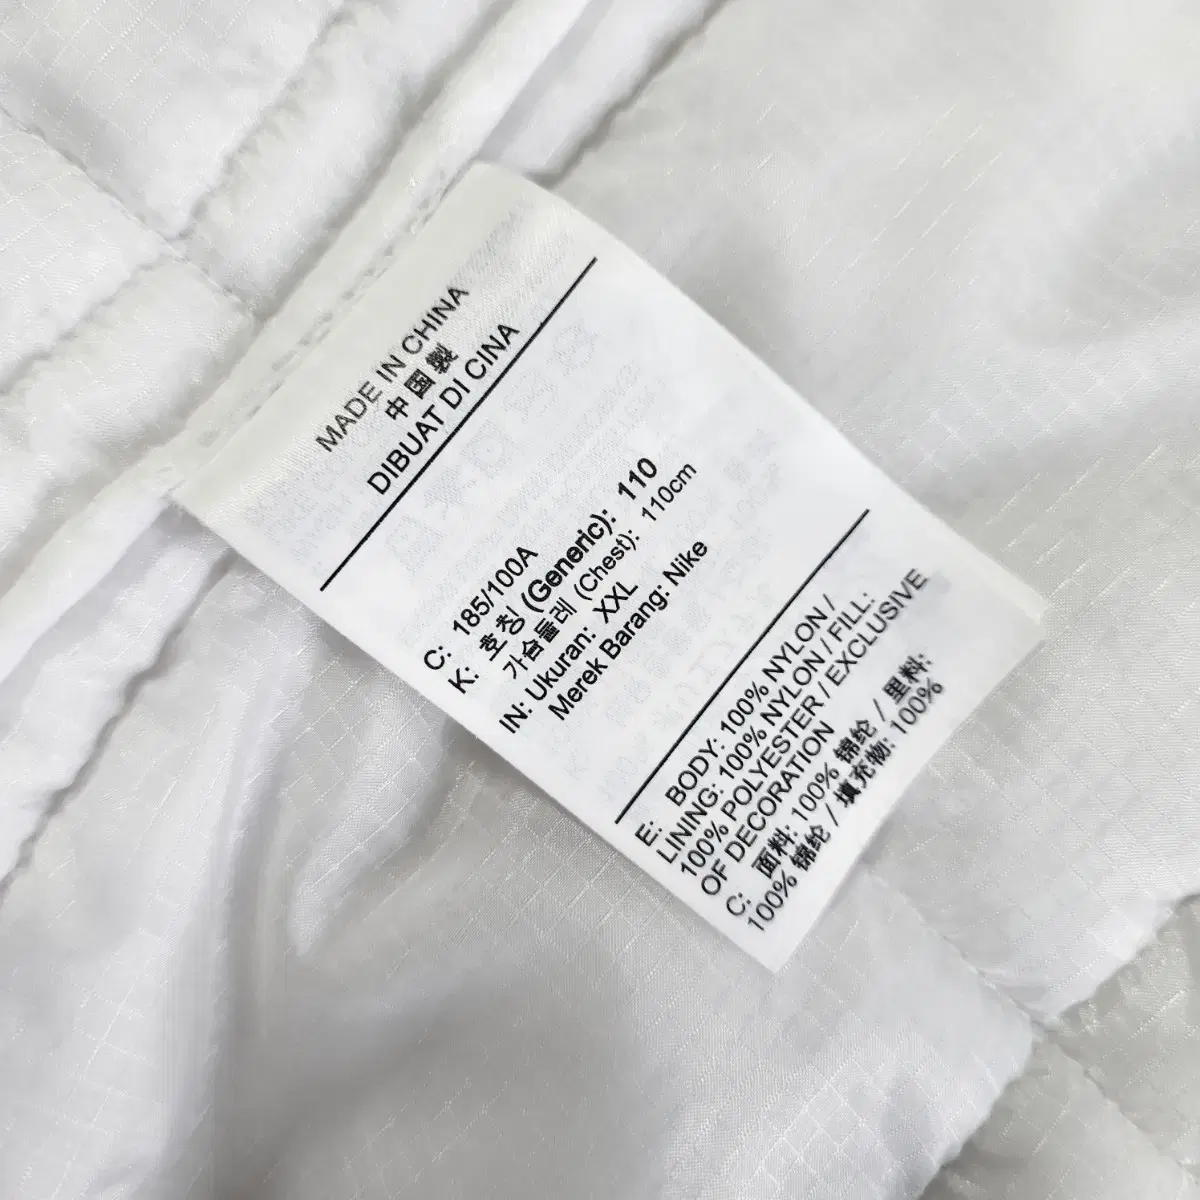 MADE IN CHINA
中国製
DIBUAT DI CINA
C: 185/100A
K: 호칭 (Generic): 110
가슴둘레 (Chest): 110cm
IN: Ukuran: XXL
Merek Barang: Nike
E: BODY: 100% NYLON /
LINING: 100% NYLON / FILL:
100% POLYESTER / EXCLUSIVE
OF DECORATION
C: 面料: 100% 锦纶 / 里料:
100% 锦纶 / 填充物: 100%